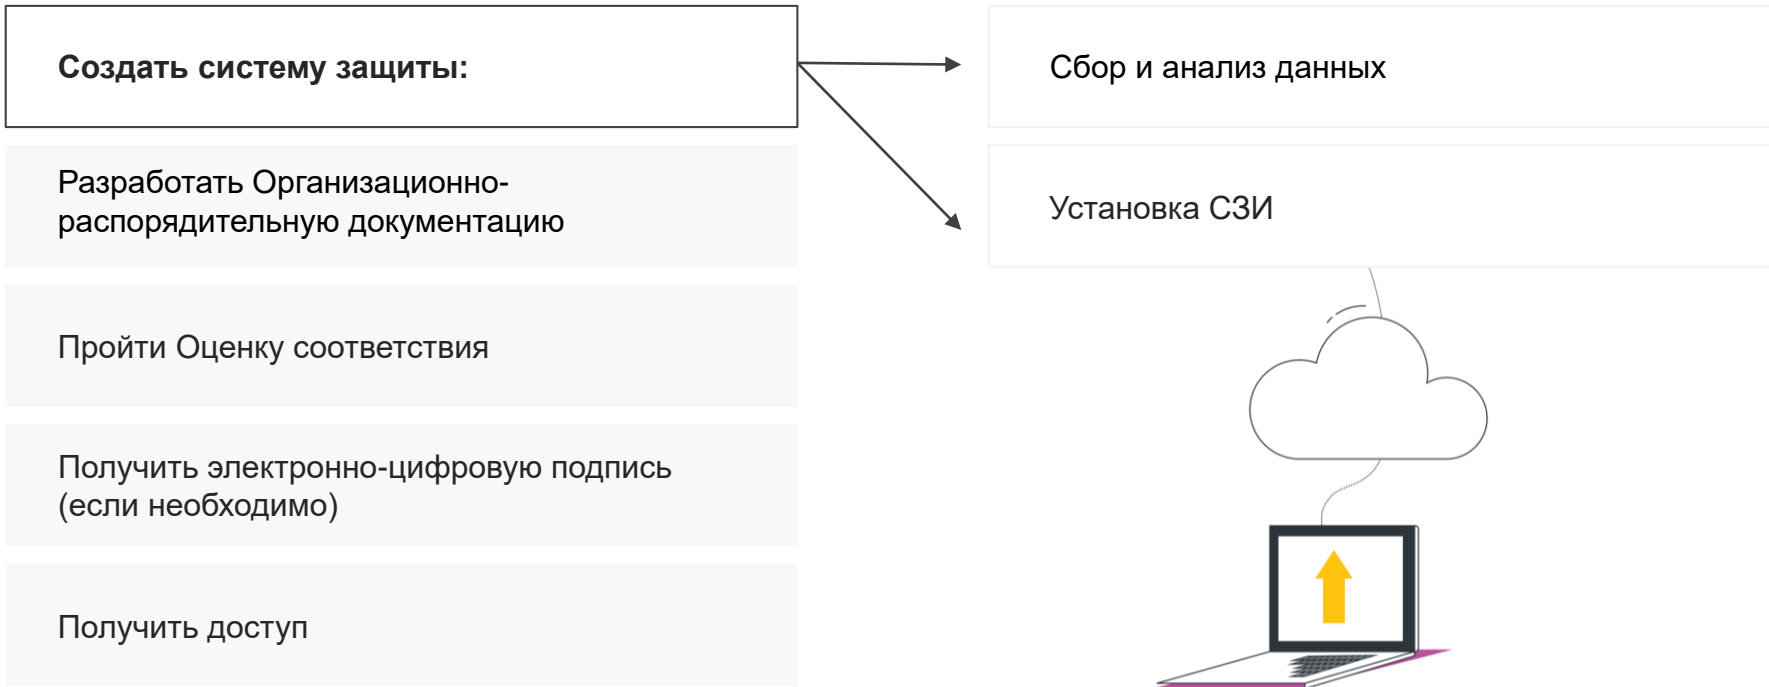 Создать систему защиты:
Разработать Организационно-
распорядительную документацию
Пройти Оценку соответствия
Получить электронно-цифровую подпись
(если необходимо)
Получить доступ
Сбор и анализ данных
Установка СЗИ